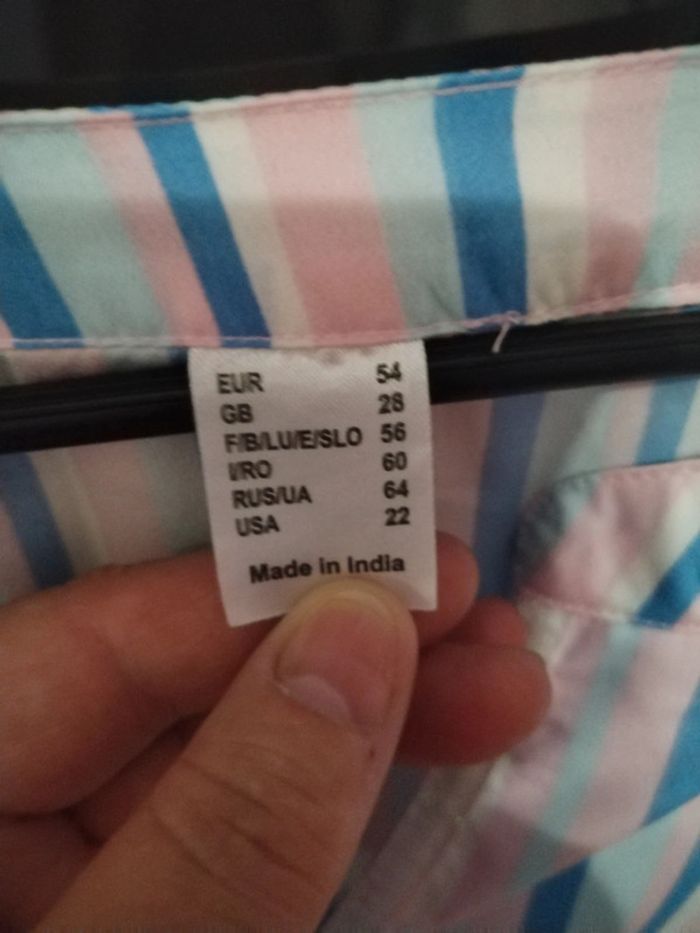 EUR 54
GB 28
F/B/LU/E/SLO 56
I/RO 60
RUS/UA 64
USA 22
Made in India